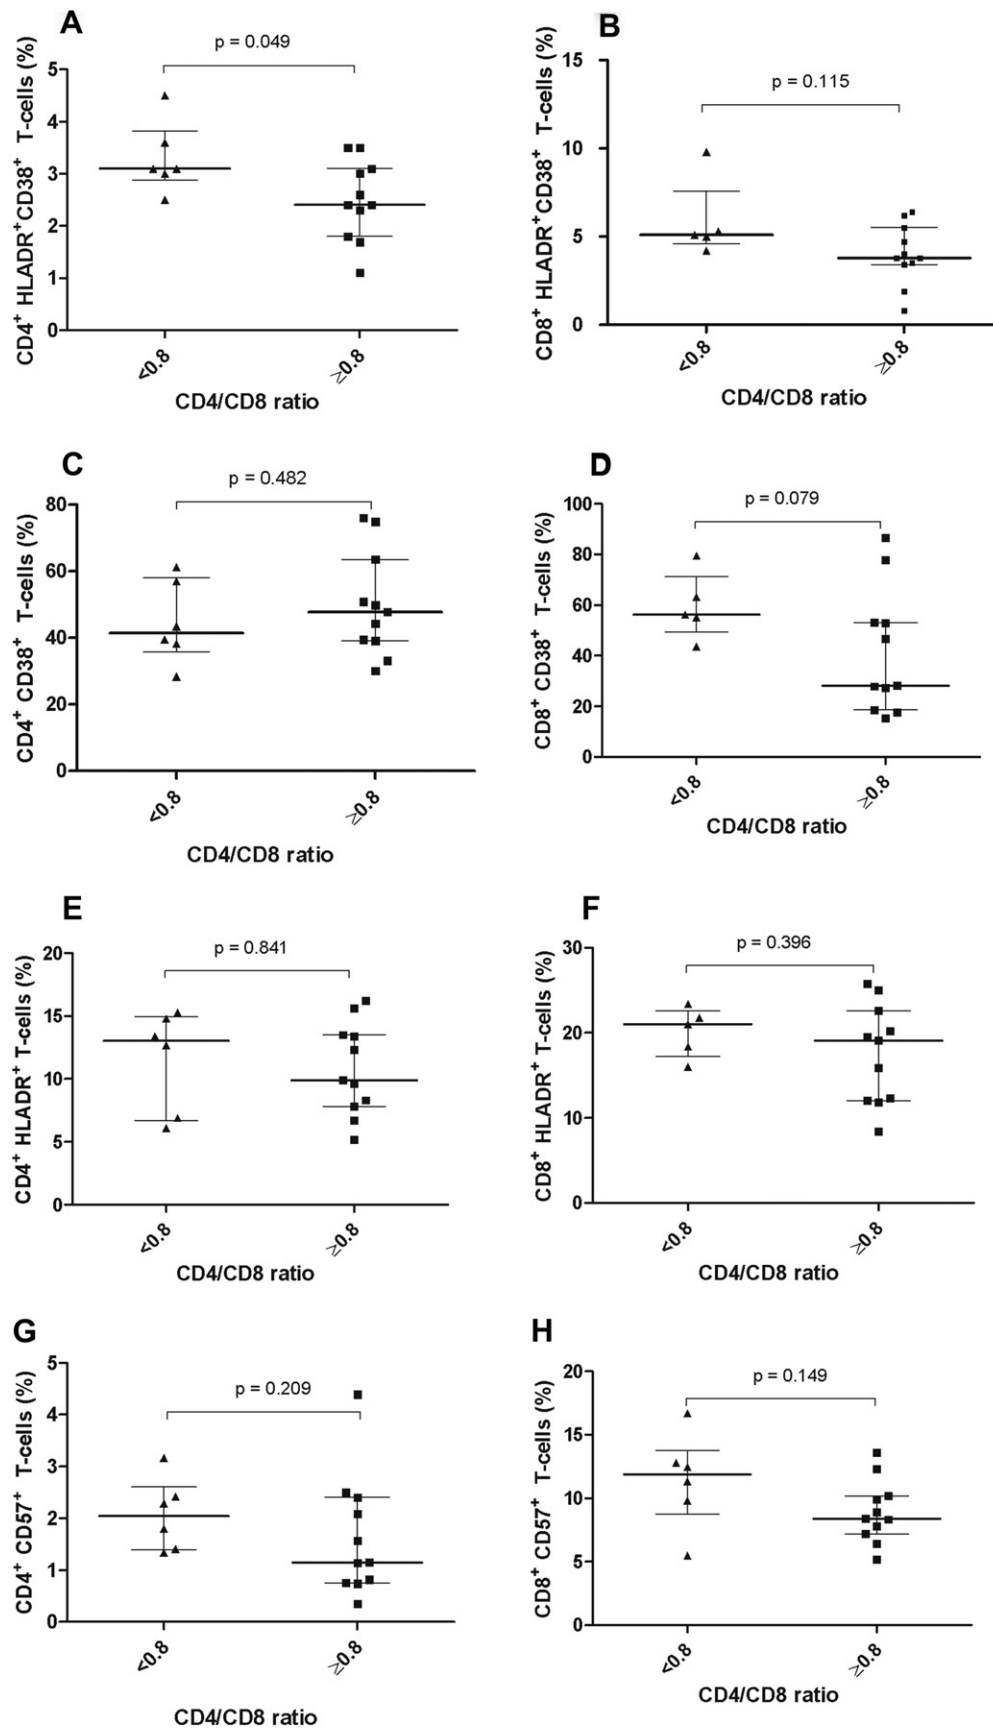 A
p = 0.049
CD4+ HLADR+CD38+ T-cells (%)
5
4
3
2
1
0
<0.8
≥0.8
CD4/CD8 ratio
B
p = 0.115
CD8+ HLADR+CD38+ T-cells (%)
15
10
5
0
<0.8
≥0.8
CD4/CD8 ratio
C
p = 0.482
CD4+ CD38+ T-cells (%)
80
60
40
20
0
<0.8
≥0.8
CD4/CD8 ratio
D
p = 0.079
CD8+ CD38+ T-cells (%)
100
80
60
40
20
0
<0.8
≥0.8
CD4/CD8 ratio
E
p = 0.841
CD4+ HLADR+ T-cells (%)
20
15
10
5
0
<0.8
≥0.8
CD4/CD8 ratio
F
p = 0.396
CD8+ HLADR+ T-cells (%)
30
20
10
0
<0.8
≥0.8
CD4/CD8 ratio
G
p = 0.209
CD4+ CD57+ T-cells (%)
5
4
3
2
1
0
<0.8
≥0.8
CD4/CD8 ratio
H
p = 0.149
CD8+ CD57+ T-cells (%)
20
15
10
5
0
<0.8
≥0.8
CD4/CD8 ratio